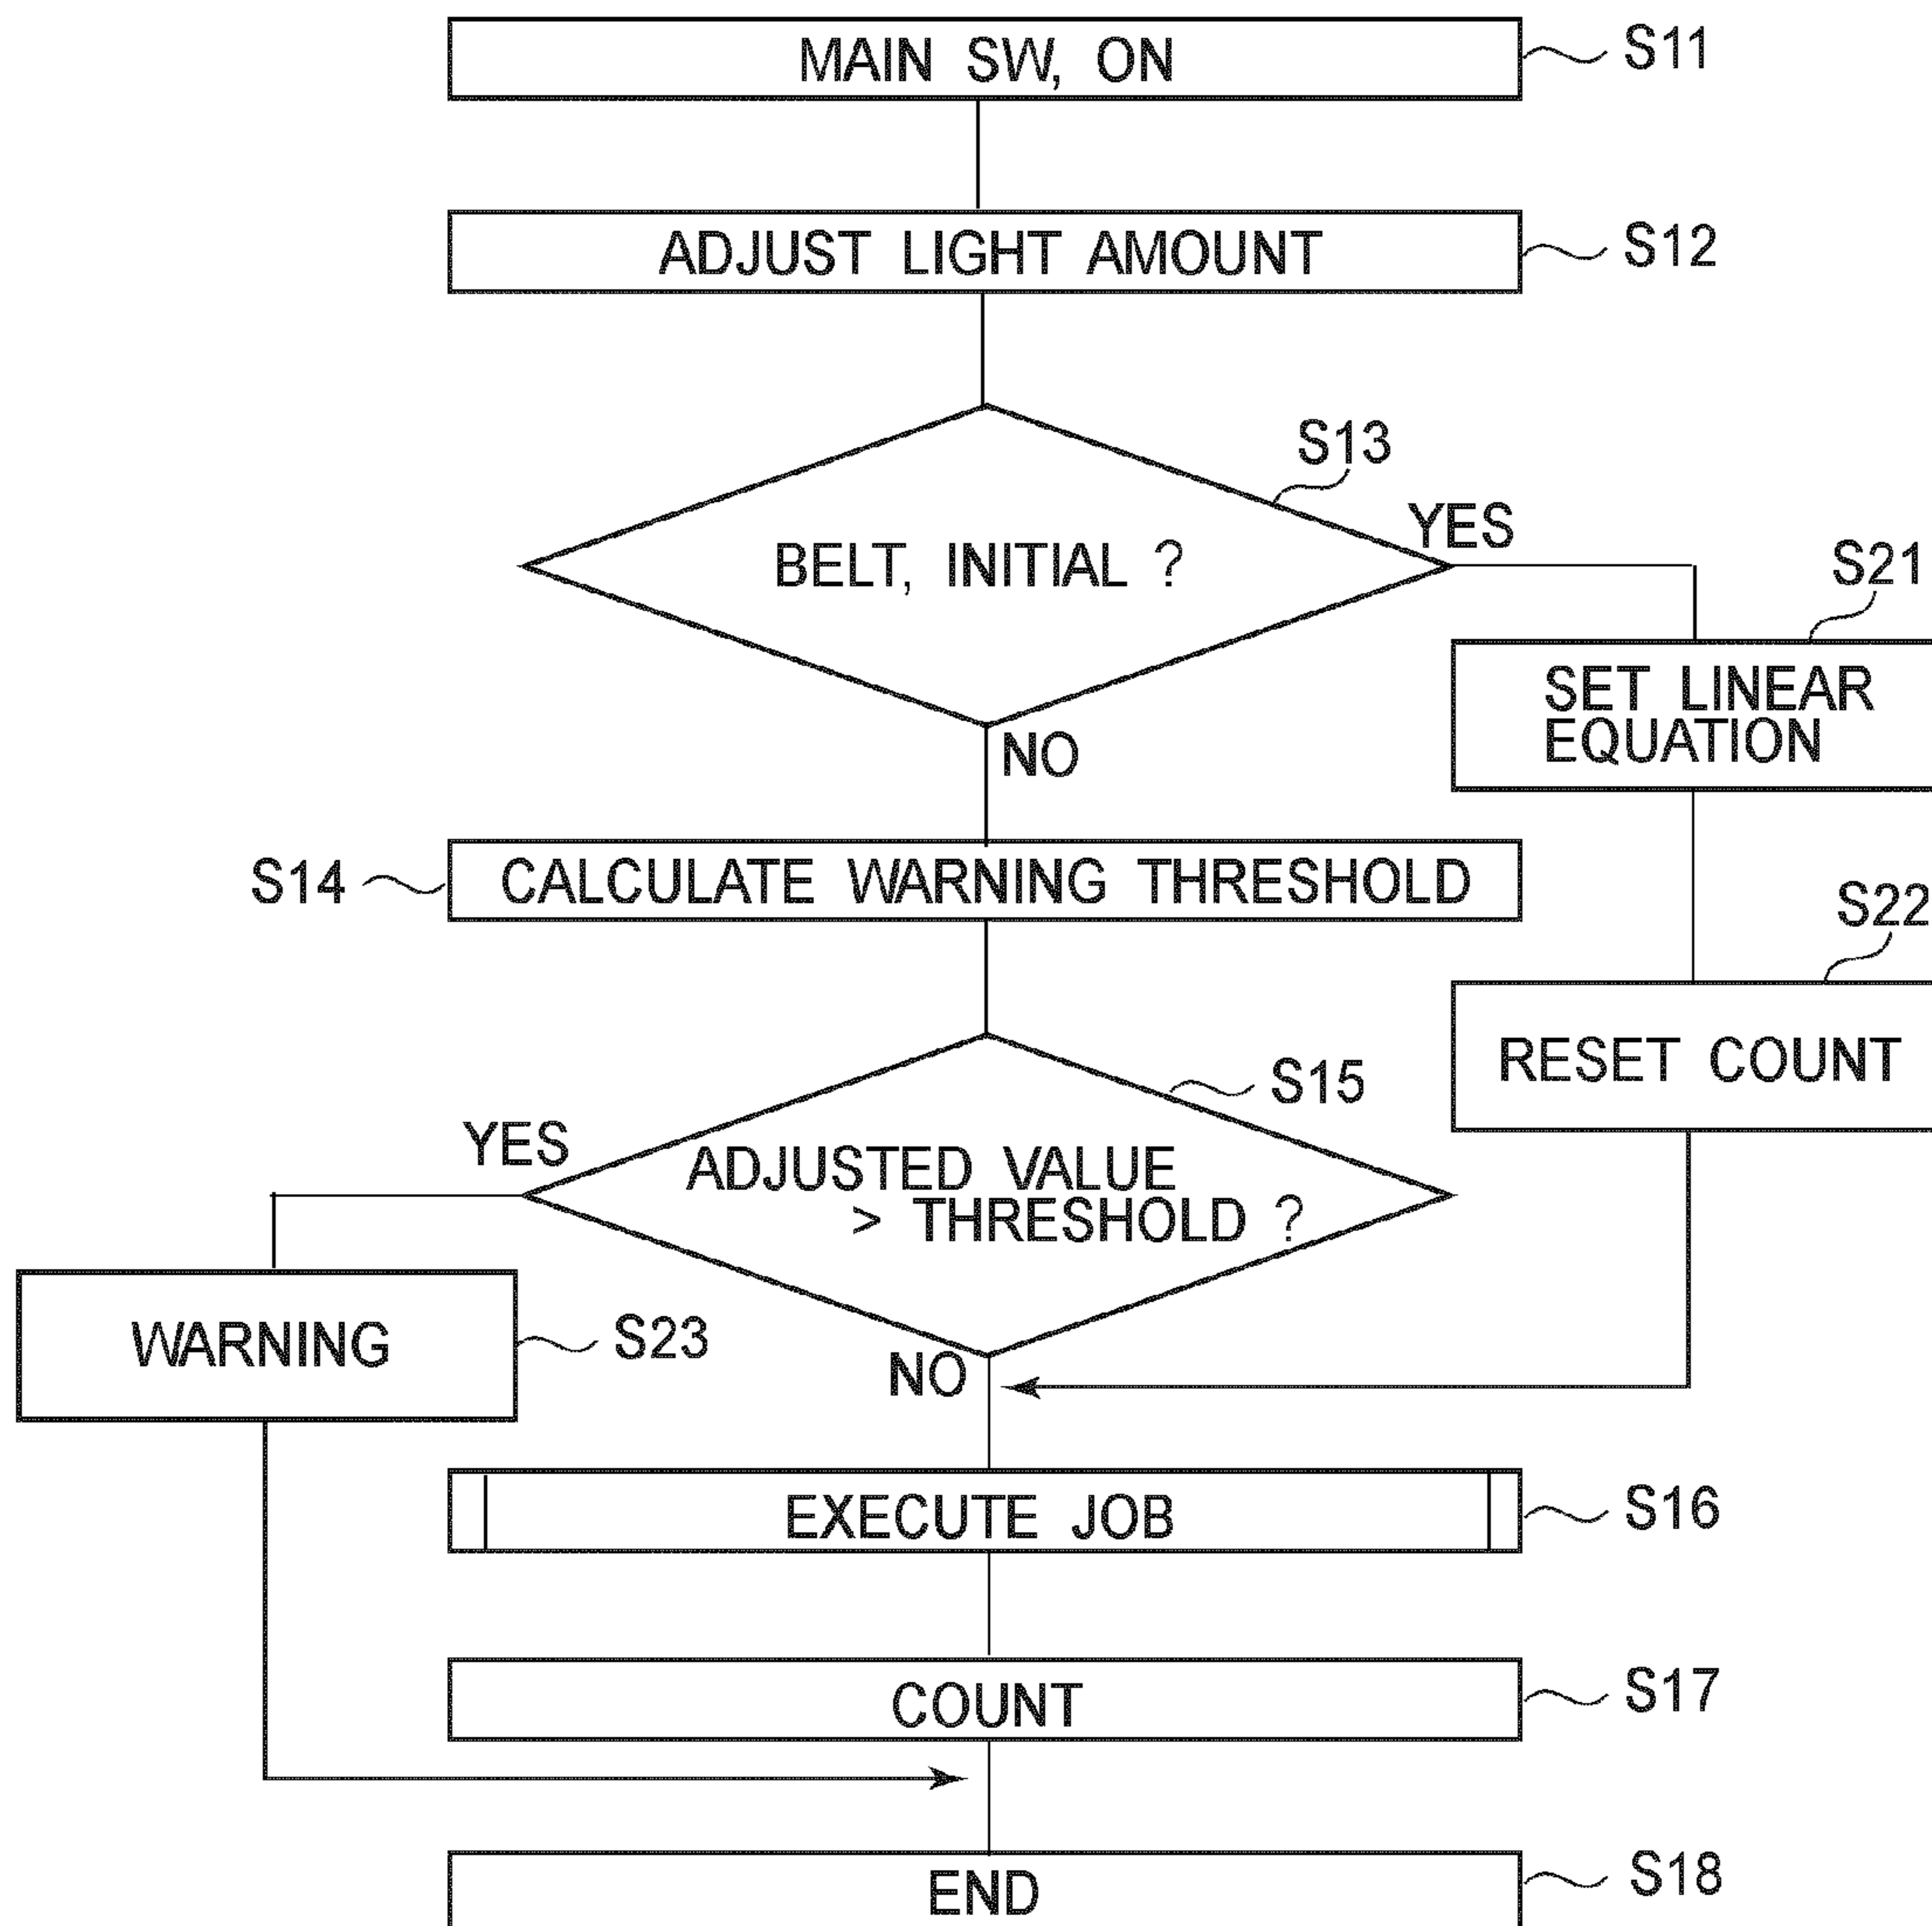 MAIN SW, ON
S11
ADJUST LIGHT AMOUNT
S12
S13
BELT, INITIAL ?
YES
NO
S21
SET LINEAR
EQUATION
S14
CALCULATE WARNING THRESHOLD
S22
RESET COUNT
S15
YES
ADJUSTED VALUE
> THRESHOLD ?
NO
WARNING
S23
EXECUTE JOB
S16
COUNT
S17
END
S18